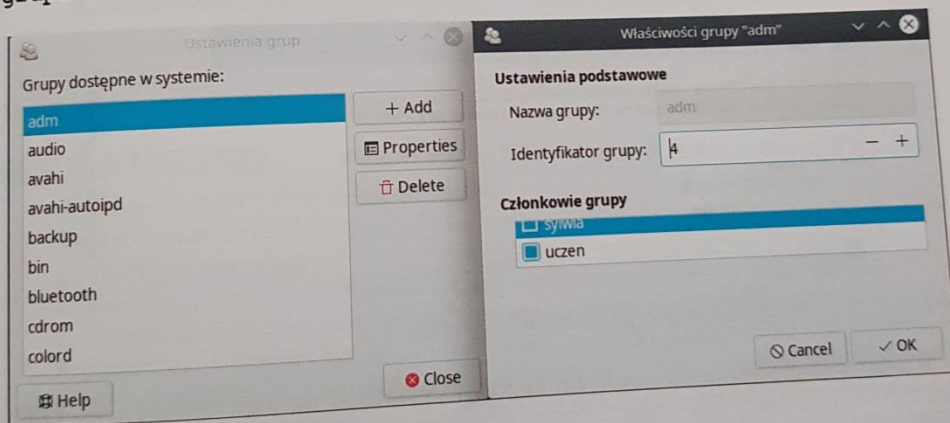 Ustawienia grup
Grupy dostępne w systemie:
adm
audio
avahi
avahi-autoipd
backup
bin
bluetooth
cdrom
colord
+ Add
Properties
Delete
Help
Close
Właściwości grupy "adm"
Ustawienia podstawowe
Nazwa grupy: adm
Identyfikator grupy: 4
Członkowie grupy
sylwia
uczen
Cancel
OK